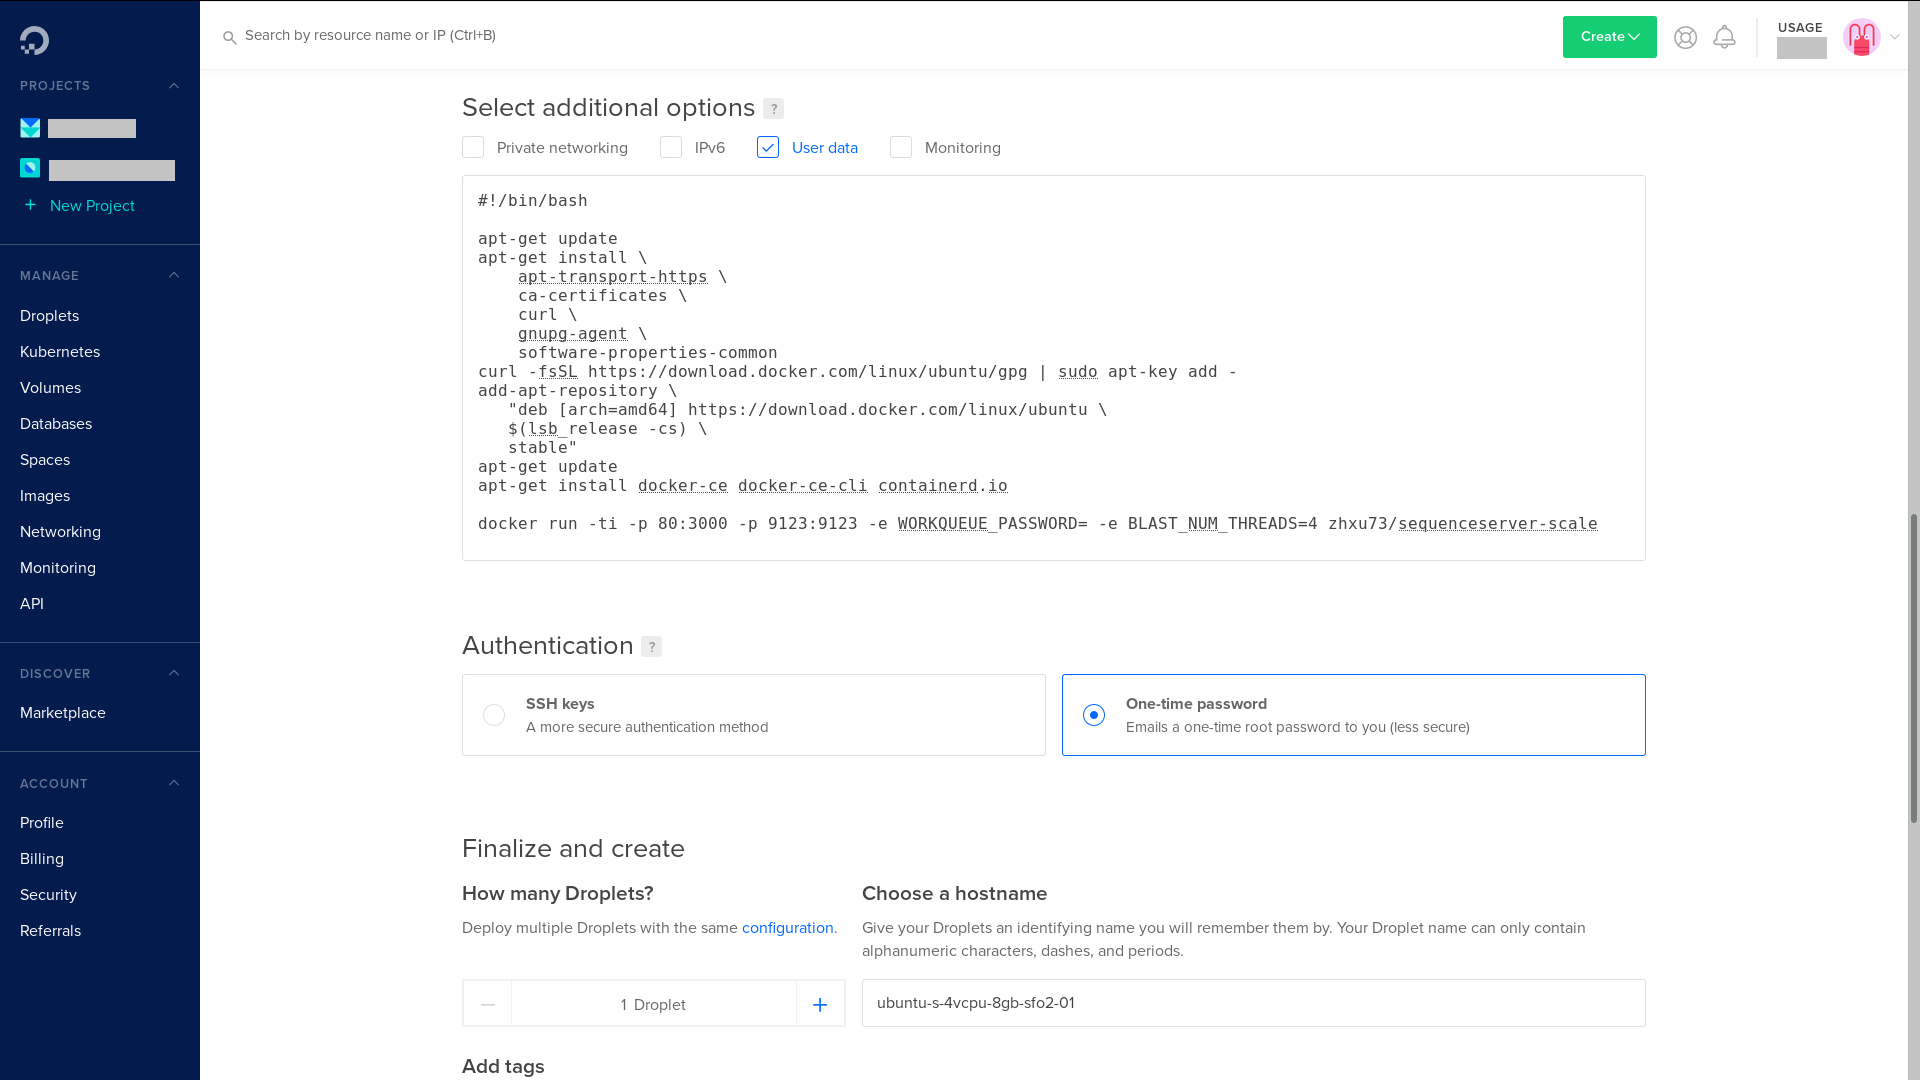 Search by resource name or IP (Ctrl+B)
Create
USAGE
PROJECTS
+ New Project
MANAGE
Droplets
Kubernetes
Volumes
Databases
Spaces
Images
Networking
Monitoring
API
DISCOVER
Marketplace
ACCOUNT
Profile
Billing
Security
Referrals
Select additional options ?
Private networking IPv6 User data Monitoring
#!/bin/bash
apt-get update
apt-get install \
apt-transport-https \
ca-certificates \
curl \
gnupg-agent \
software-properties-common
curl -fsSL https://download.docker.com/linux/ubuntu/gpg | sudo apt-key add -
add-apt-repository \
"deb [arch=amd64] https://download.docker.com/linux/ubuntu \
$(lsb_release -cs) \
stable"
apt-get update
apt-get install docker-ce docker-ce-cli containerd.io
docker run -ti -p 80:3000 -p 9123:9123 -e WORKQUEUE_PASSWORD= -e BLAST_NUM_THREADS=4 zhxu73/sequenceserver-scale
Authentication ?
SSH keys
A more secure authentication method
One-time password
Emails a one-time root password to you (less secure)
Finalize and create
How many Droplets?
Deploy multiple Droplets with the same configuration.
1 Droplet
Choose a hostname
Give your Droplets an identifying name you will remember them by. Your Droplet name can only contain
alphanumeric characters, dashes, and periods.
ubuntu-s-4vcpu-8gb-sfo2-01
Add tags